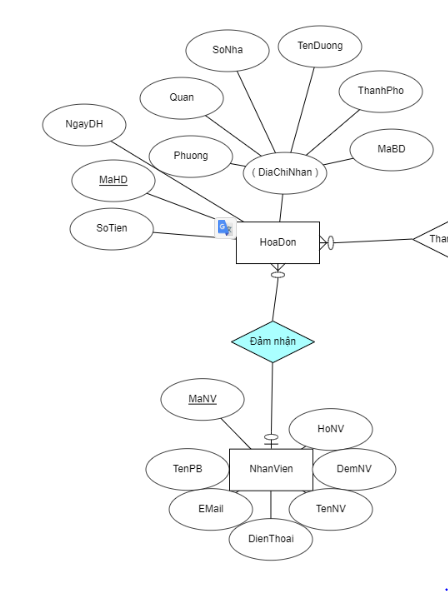 SoNha
TenDuong
Quan
ThanhPho
NgayDH
Phuong
MaBD
( DiaChiNhan )
MaHD
SoTien
HoaDon
Đảm nhận
MaNV
HoNV
TenPB
NhanVien
DemNV
EMail
TenNV
DienThoai